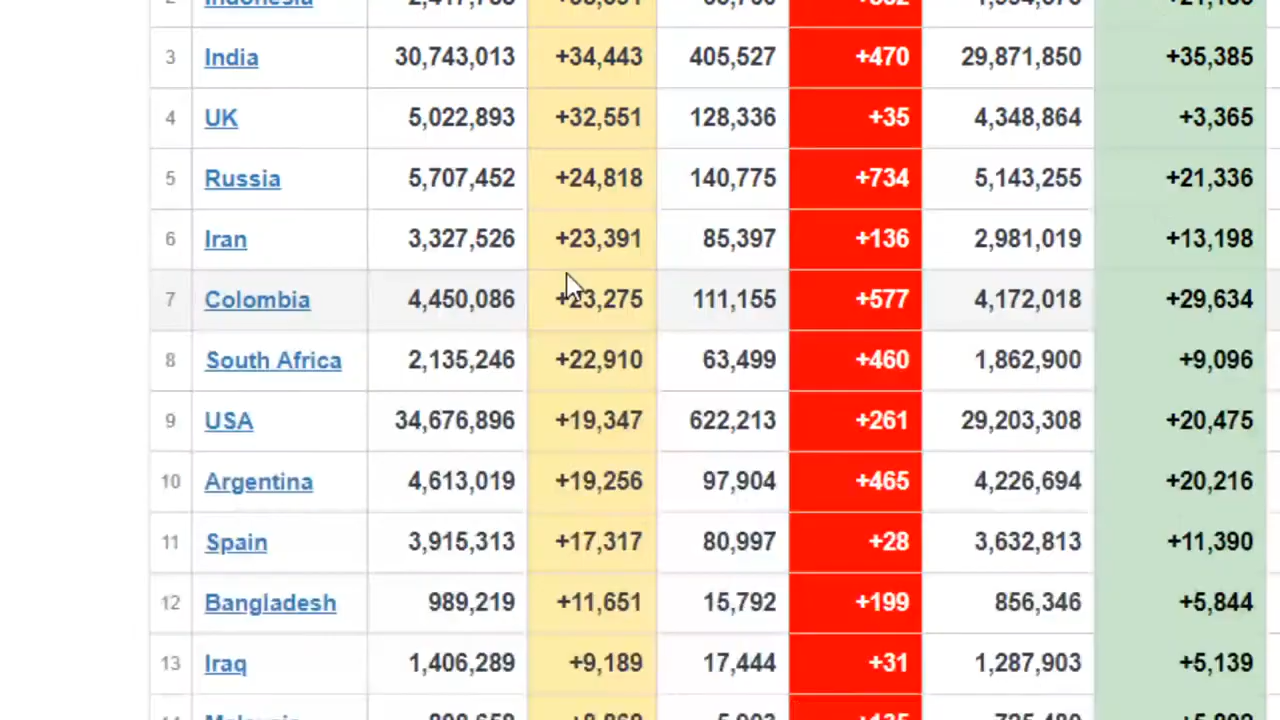 Indonesia
3 India 30,743,013 +34,443 405,527 +470 29,871,850 +35,385
4 UK 5,022,893 +32,551 128,336 +35 4,348,864 +3,365
5 Russia 5,707,452 +24,818 140,775 +734 5,143,255 +21,336
6 Iran 3,327,526 +23,391 85,397 +136 2,981,019 +13,198
7 Colombia 4,450,086 +23,275 111,155 +577 4,172,018 +29,634
8 South Africa 2,135,246 +22,910 63,499 +460 1,862,900 +9,096
9 USA 34,676,896 +19,347 622,213 +261 29,203,308 +20,475
10 Argentina 4,613,019 +19,256 97,904 +465 4,226,694 +20,216
11 Spain 3,915,313 +17,317 80,997 +28 3,632,813 +11,390
12 Bangladesh 989,219 +11,651 15,792 +199 856,346 +5,844
13 Iraq 1,406,289 +9,189 17,444 +31 1,287,903 +5,139
Malaysia